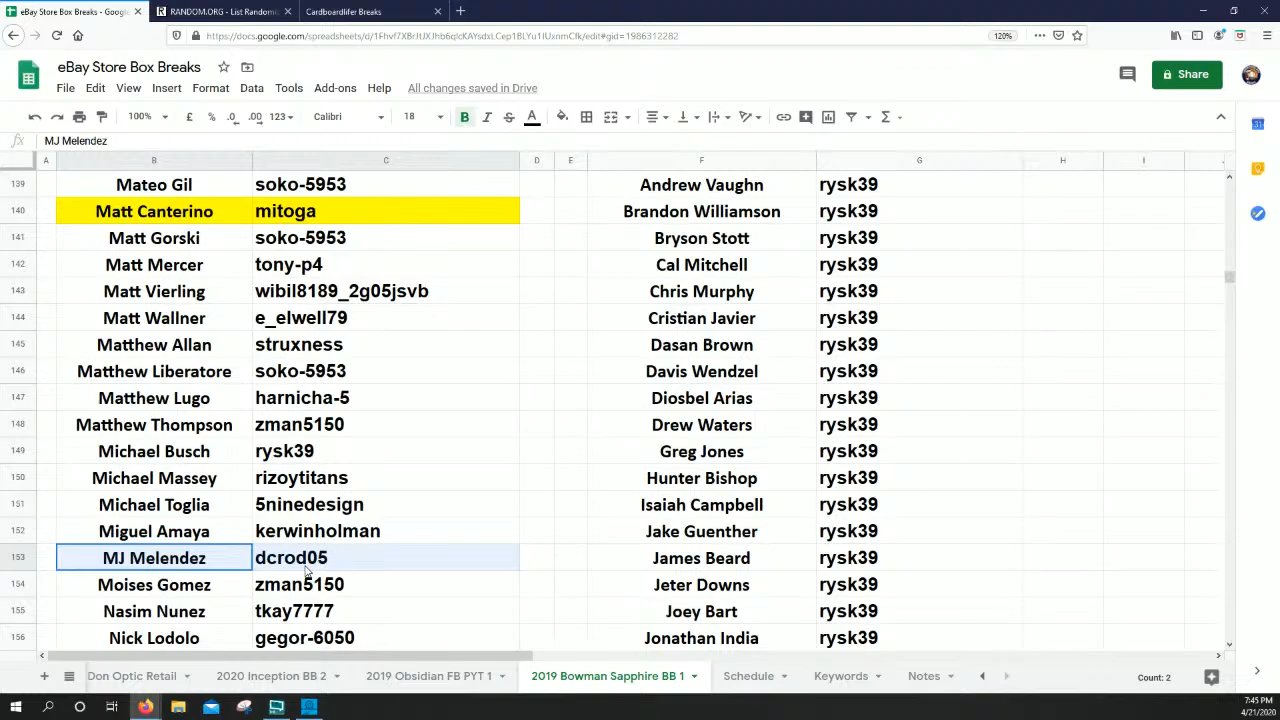 eBay Store Box Breaks - Google
RANDOM.ORG - List Randomi
Cardboardlifer Breaks
120%
eBay Store Box Breaks
File Edit View Insert Format Data Tools Add-ons Help All changes saved in Drive
Share
100% £ % .0 .00 123 Calibri 18 B I S A
fx MJ Melendez
A B C D E F G H I
139 Mateo Gil soko-5953 Andrew Vaughn rysk39
140 Matt Canterino mitoga Brandon Williamson rysk39
141 Matt Gorski soko-5953 Bryson Stott rysk39
142 Matt Mercer tony-p4 Cal Mitchell rysk39
143 Matt Vierling wibil8189_2g05jsvb Chris Murphy rysk39
144 Matt Wallner e_elwell79 Cristian Javier rysk39
145 Matthew Allan struxness Dasan Brown rysk39
146 Matthew Liberatore soko-5953 Davis Wendzel rysk39
147 Matthew Lugo harnicha-5 Diosbel Arias rysk39
148 Matthew Thompson zman5150 Drew Waters rysk39
149 Michael Busch rysk39 Greg Jones rysk39
150 Michael Massey rizoytitans Hunter Bishop rysk39
151 Michael Toglia 5ninedesign Isaiah Campbell rysk39
152 Miguel Amaya kerwinholman Jake Guenther rysk39
153 MJ Melendez dcrod05 James Beard rysk39
154 Moises Gomez zman5150 Jeter Downs rysk39
155 Nasim Nunez tkay7777 Joey Bart rysk39
156 Nick Lodolo gegor-6050 Jonathan India rysk39
Don Optic Retail 2020 Inception BB 2 2019 Obsidian FB PYT 1 2019 Bowman Sapphire BB 1 Schedule Keywords Notes Count: 2
7:45 PM
4/21/2020